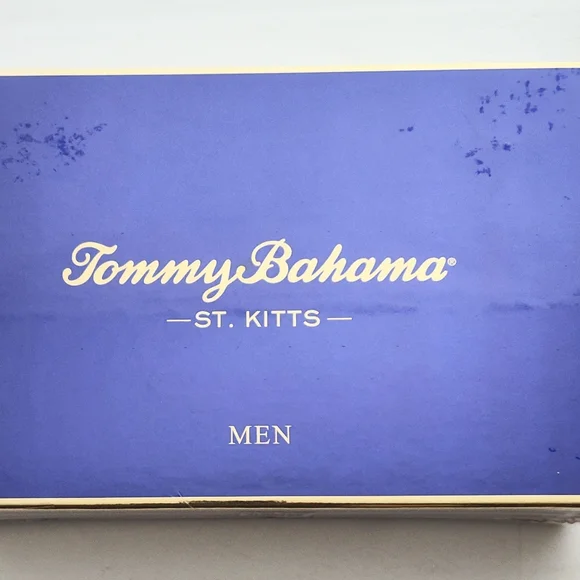 Tommy Bahama®
—ST. KITTS—
MEN